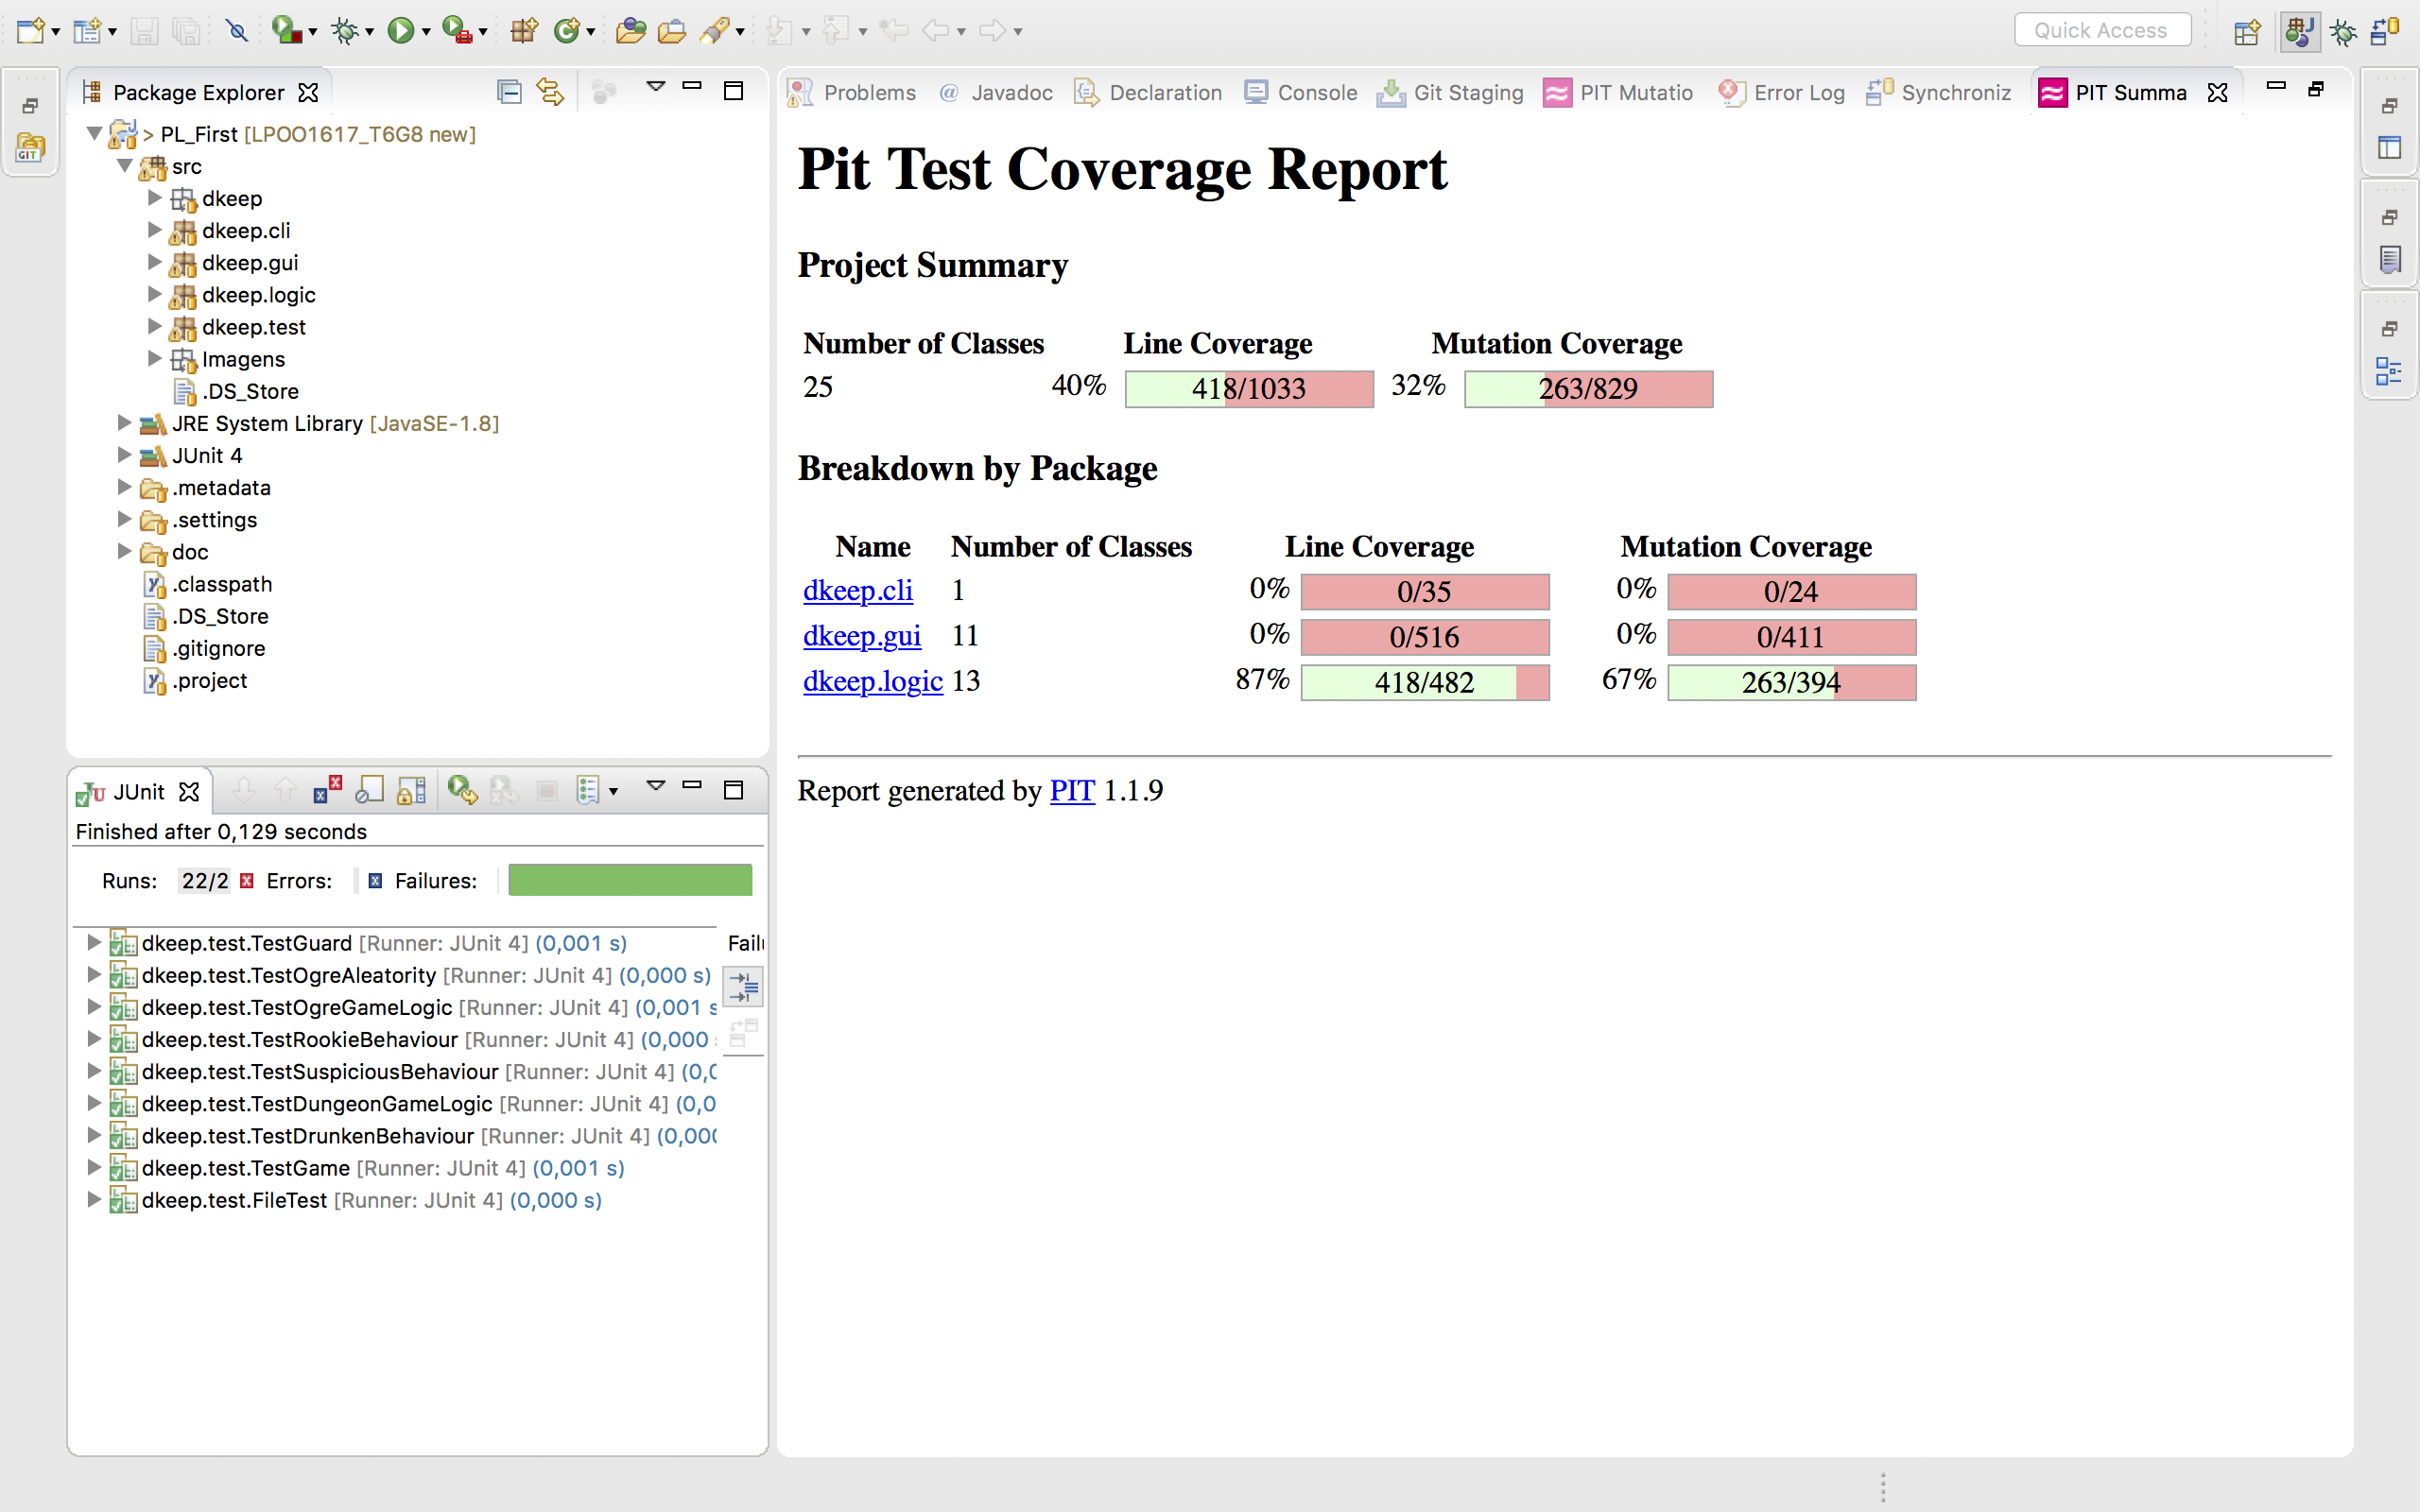 Quick Access
Package Explorer
> PL_First [LPOO1617_T6G8 new]
src
dkeep
dkeep.cli
dkeep.gui
dkeep.logic
dkeep.test
Imagens
.DS_Store
JRE System Library [JavaSE-1.8]
JUnit 4
.metadata
.settings
doc
.classpath
.DS_Store
.gitignore
.project
GIT
JUnit
Finished after 0,129 seconds
Runs: 22/2 Errors: Failures:
dkeep.test.TestGuard [Runner: JUnit 4] (0,001 s)
dkeep.test.TestOgreAleatority [Runner: JUnit 4] (0,000 s)
dkeep.test.TestOgreGameLogic [Runner: JUnit 4] (0,001 s
dkeep.test.TestRookieBehaviour [Runner: JUnit 4] (0,000
dkeep.test.TestSuspiciousBehaviour [Runner: JUnit 4] (0,0
dkeep.test.TestDungeonGameLogic [Runner: JUnit 4] (0,0
dkeep.test.TestDrunkenBehaviour [Runner: JUnit 4] (0,000
dkeep.test.TestGame [Runner: JUnit 4] (0,001 s)
dkeep.test.FileTest [Runner: JUnit 4] (0,000 s)
Problems @ Javadoc Declaration Console Git Staging PIT Mutatio Error Log Synchroniz PIT Summa
Pit Test Coverage Report
Project Summary
Number of Classes Line Coverage Mutation Coverage
25 40% 418/1033 32% 263/829
Breakdown by Package
Name Number of Classes Line Coverage Mutation Coverage
dkeep.cli 1 0% 0/35 0% 0/24
dkeep.gui 11 0% 0/516 0% 0/411
dkeep.logic 13 87% 418/482 67% 263/394
Report generated by PIT 1.1.9